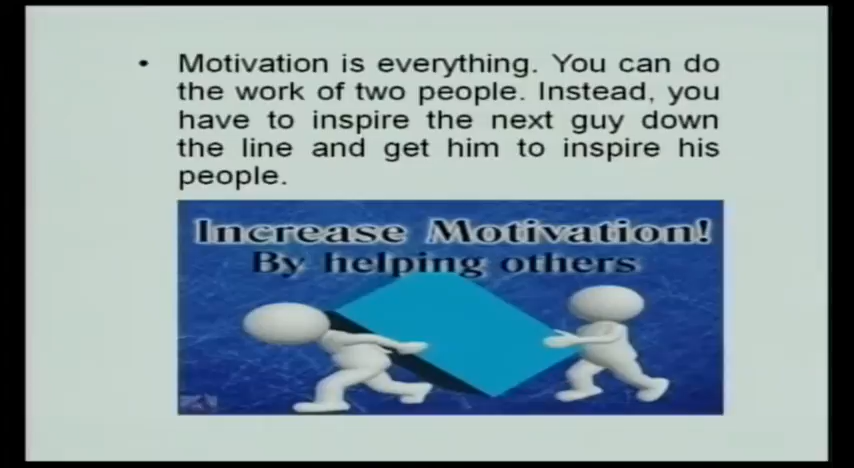 • Motivation is everything. You can do
the work of two people. Instead, you
have to inspire the next guy down
the line and get him to inspire his
people.
Increase Motivation!
By helping others